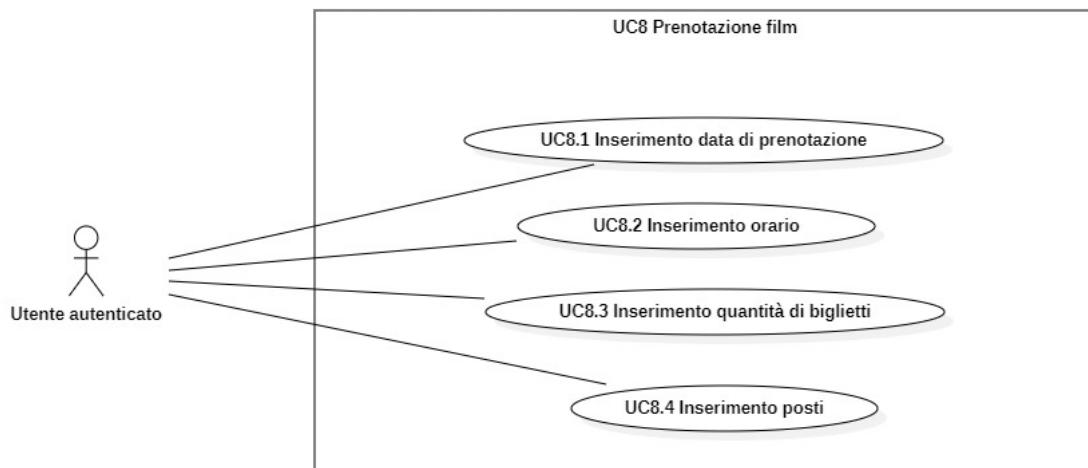 UC8 Prenotazione film
UC8.1 Inserimento data di prenotazione
UC8.2 Inserimento orario
Utente autenticato
UC8.3 Inserimento quantità di biglietti
UC8.4 Inserimento posti